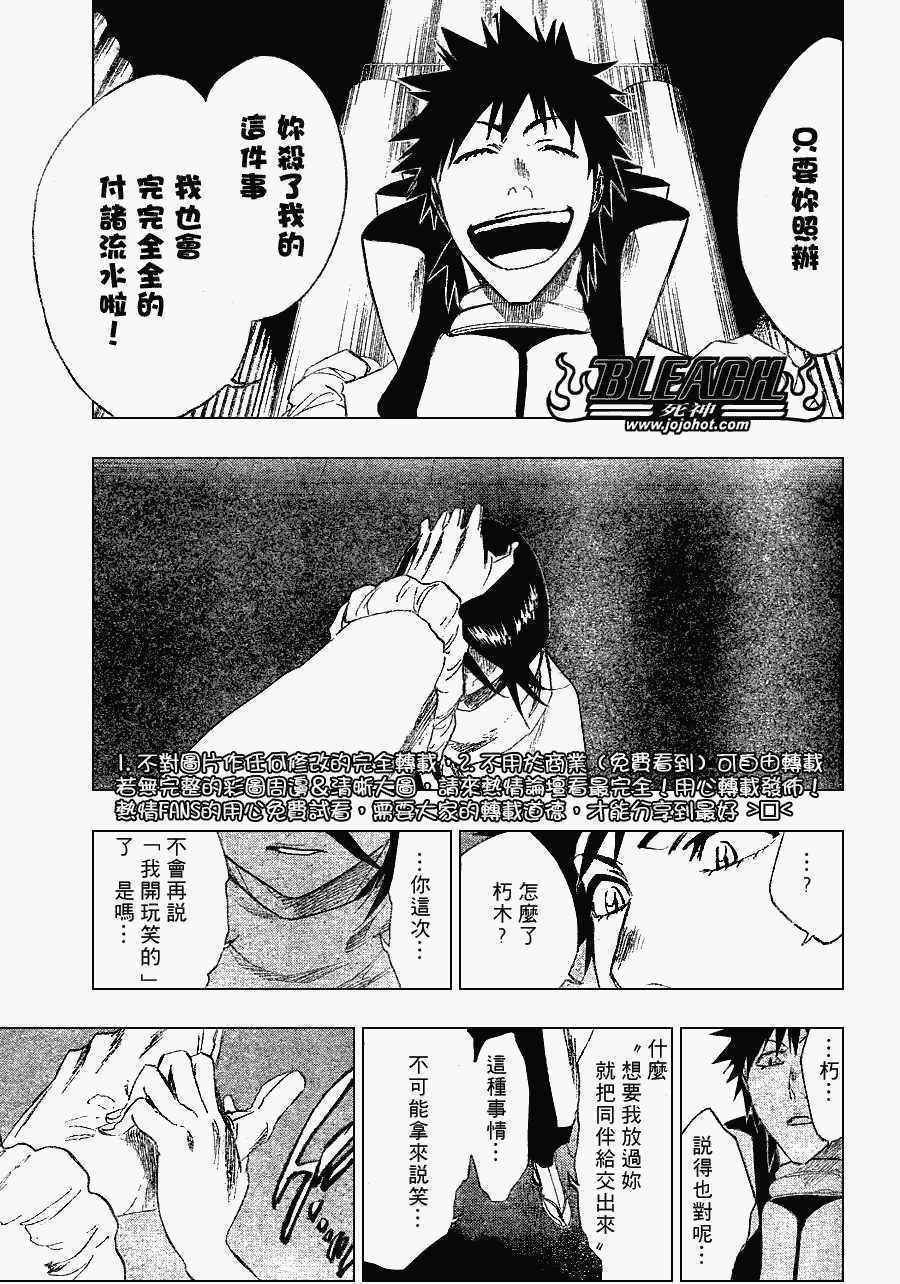 只要妳照辦
妳殺了我的
這件事
我也會
完完全全的
付諸流水啦！
BLEACH
死神
www.jojohot.com
1. 不對圖片作任何修改的完全轉載、2. 不用於商業（免費看到）可自由轉載
若無完整的彩圖周邊&清晰大圖，請來熱情論壇看最完全！用心轉載發佈！
熱情FANS的用心免費試看，需要大家的轉載道德，才能分享到最好 >口<
…？
怎麼了
朽木？
…你這次…
不會再説
「我開玩笑的」
了 是嗎…
…朽…
説得也對呢…
什麼
〝想要我放過妳
就把同伴給交出來〞
這種事情…
不可能拿來説笑…